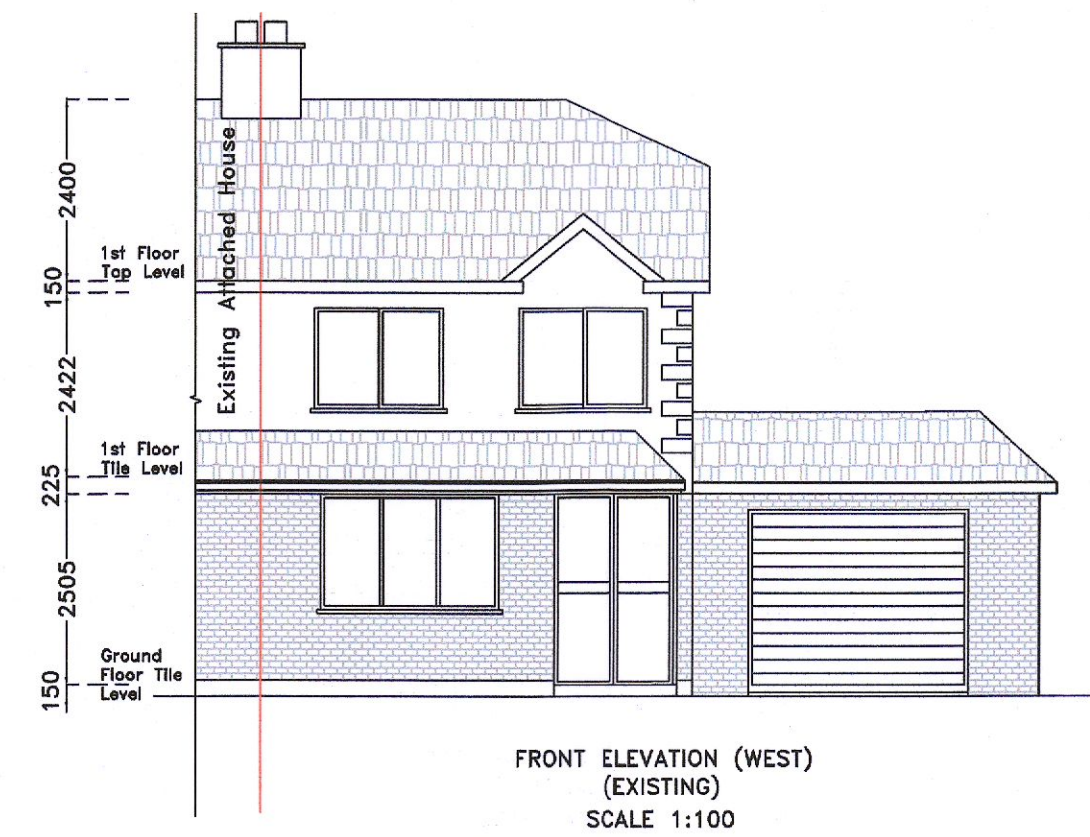 2400
1st Floor
Top Level
150
Existing Attached House
2422
1st Floor
Tile Level
225
2505
Ground
Floor Tile
Level
150
FRONT ELEVATION (WEST)
(EXISTING)
SCALE 1:100